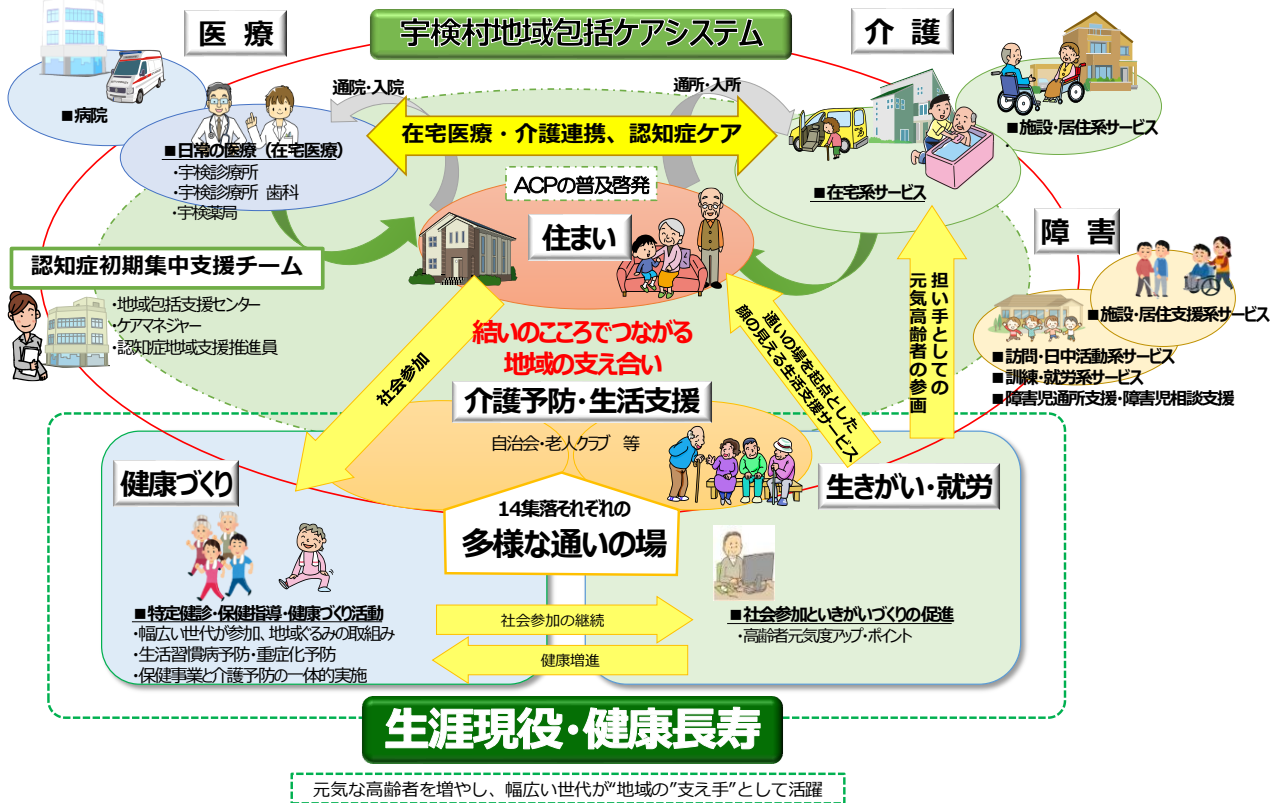 宇検村地域包括ケアシステム
医 療
介 護
■病院
通院・入院
通所・入所
■施設・居住系サービス
在宅医療・介護連携、認知症ケア
■日常の医療（在宅医療）
・宇検診療所
・宇検診療所 歯科
・宇検薬局
■在宅系サービス
ACPの普及啓発
住まい
障 害
認知症初期集中支援チーム
・地域包括支援センター
・ケアマネジャー
・認知症地域支援推進員
■施設・居住支援系サービス
■訪問・日中活動系サービス
■訓練・就労系サービス
■障害児通所支援・障害児相談支援
担い手としての
元気高齢者の参画
通いの場を起点とした
顔の見える生活支援サービス
社会参加
結いのこころでつながる
地域の支え合い
介護予防・生活支援
自治会・老人クラブ 等
健康づくり
生きがい・就労
14集落それぞれの
多様な通いの場
■特定健診・保健指導・健康づくり活動
・幅広い世代が参加、地域ぐるみの取組み
・生活習慣病予防・重症化予防
・保健事業と介護予防の一体的実施
社会参加の継続
健康増進
■社会参加といきがいづくりの促進
・高齢者元気度アップ・ポイント
生涯現役・健康長寿
元気な高齢者を増やし、幅広い世代が“地域の”支え手”として活躍